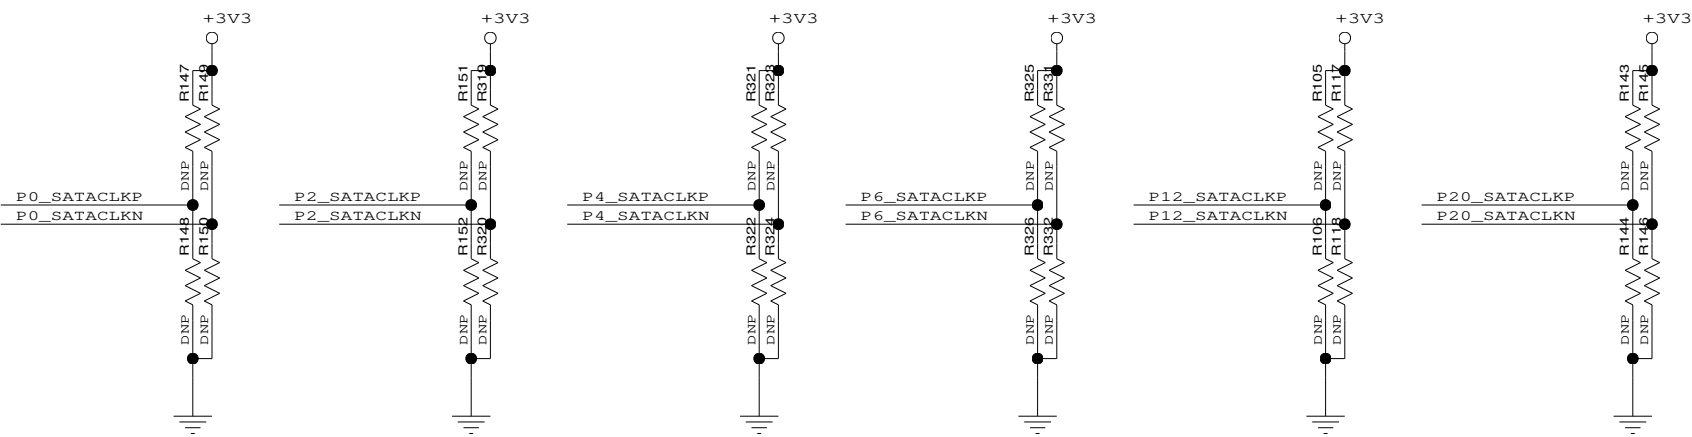 +3V3 +3V3 +3V3 +3V3 +3V3 +3V3
R147 R149 R151 R319 R321 R323 R325 R331 R105 R117 R143 R145
DNP DNP DNP DNP DNP DNP DNP DNP DNP DNP DNP DNP
P0_SATACLKP P2_SATACLKP P4_SATACLKP P6_SATACLKP P12_SATACLKP P20_SATACLKP
P0_SATACLKN P2_SATACLKN P4_SATACLKN P6_SATACLKN P12_SATACLKN P20_SATACLKN
R148 R150 R152 R320 R322 R324 R326 R332 R106 R118 R144 R146
DNP DNP DNP DNP DNP DNP DNP DNP DNP DNP DNP DNP